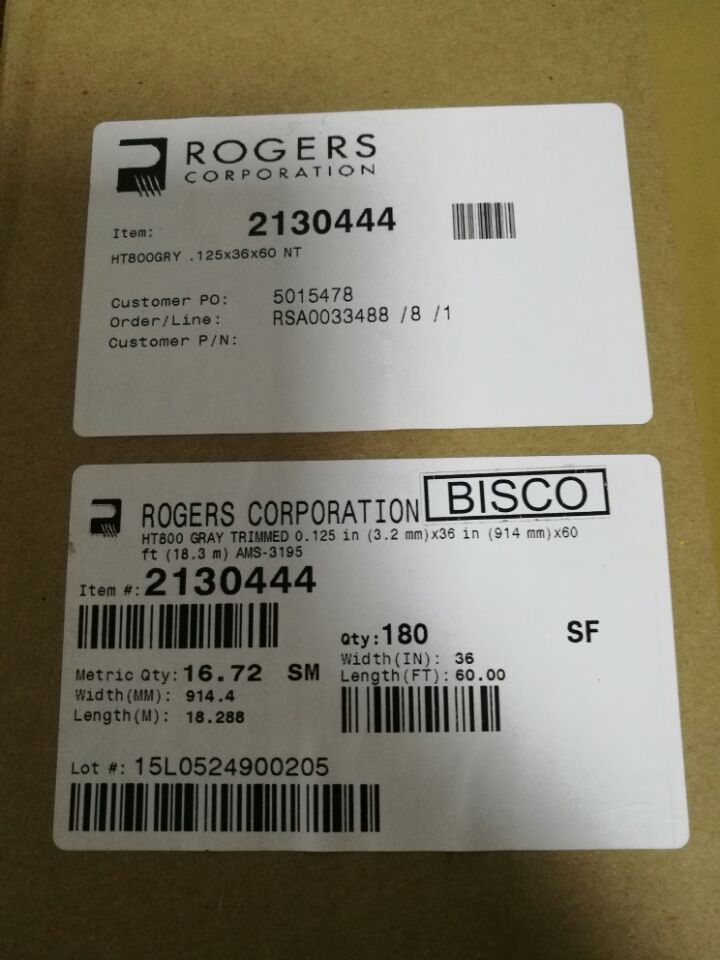 ROGERS
CORPORATION
Item: 2130444
HT800GRY .125x36x60 NT
Customer PO: 5015478
Order/Line: RSA0033488 /8 /1
Customer P/N:
ROGERS CORPORATION BISCO
HT800 GRAY TRIMMED 0.125 in (3.2 mm)x36 in (914 mm)x60
ft (18.3 m) AMS-3195
Item #: 2130444
Qty: 180 SF
Width(IN): 36
Metric Qty: 16.72 SM Length(FT): 60.00
Width(MM): 914.4
Length(M): 18.288
Lot #: 15L0524900205